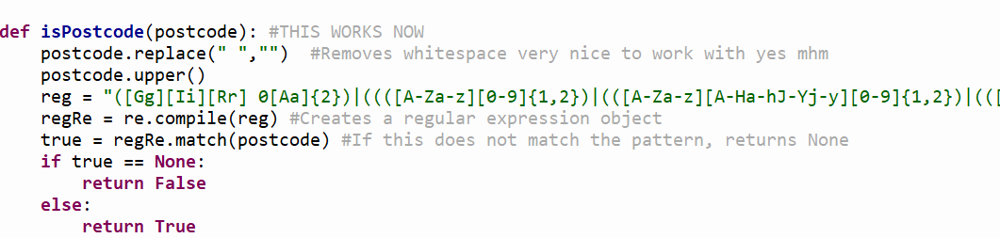 def isPostcode(postcode): #THIS WORKS NOW
    postcode.replace(" ","")  #Removes whitespace very nice to work with yes mhm
    postcode.upper()
    reg = "([Gg][Ii][Rr] 0[Aa]{2})|((([A-Za-z][0-9]{1,2})|(([A-Za-z][A-Ha-hJ-Yj-y][0-9]{1,2})|(([
    regRe = re.compile(reg) #Creates a regular expression object
    true = regRe.match(postcode) #If this does not match the pattern, returns None
    if true == None:
        return False
    else:
        return True